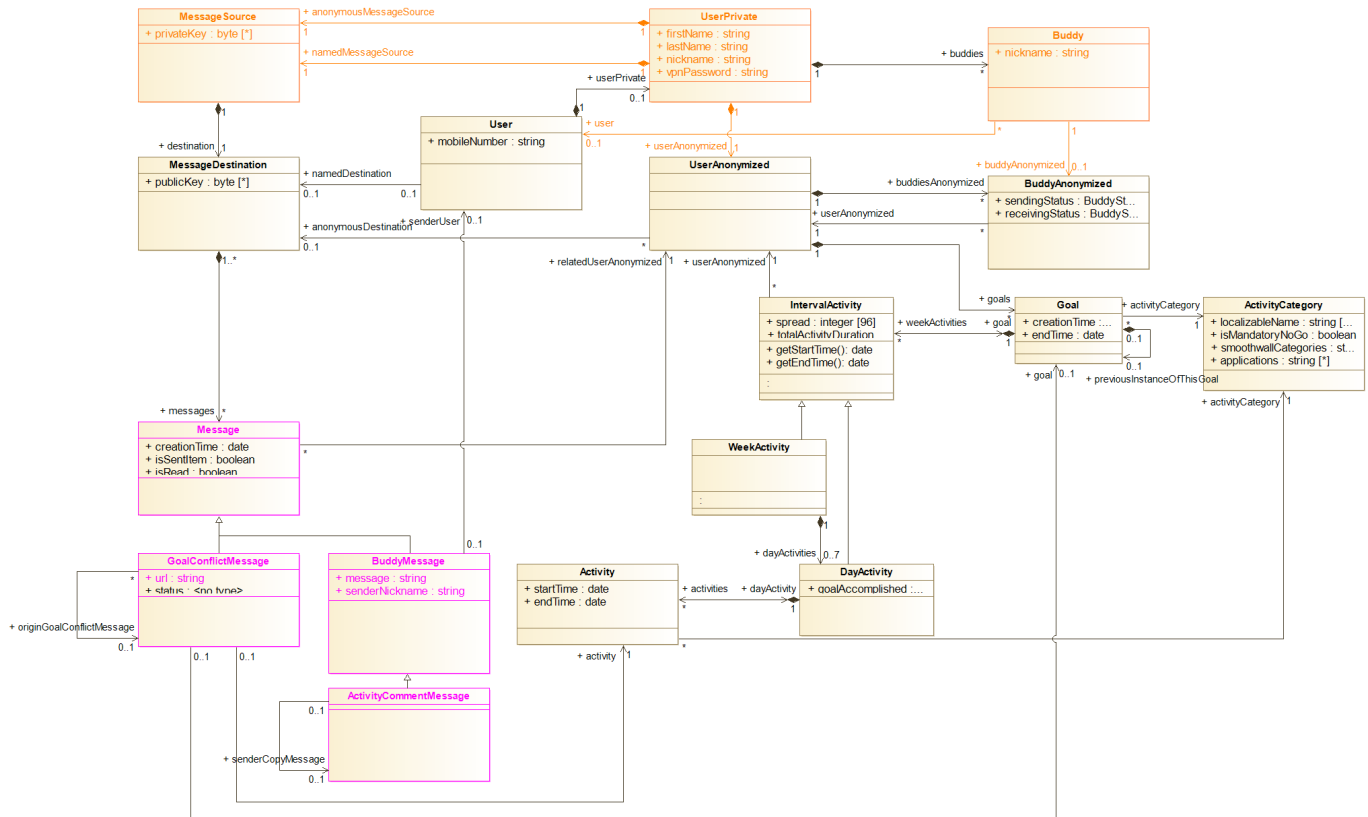 MessageSource
+ privateKey : byte [*]
+ anonymousMessageSource
1
1
+ namedMessageSource
1
1
UserPrivate
+ firstName : string
+ lastName : string
+ nickname : string
+ vpnPassword : string
+ buddies
1
*
Buddy
+ nickname : string
+ userPrivate
0..1
1
1
+ destination
1
User
+ mobileNumber : string
+ user
0..1
*
1
+ userAnonymized
1
1
+ buddyAnonymized
0..1
MessageDestination
+ publicKey : byte [*]
+ namedDestination
0..1
0..1
UserAnonymized
+ buddiesAnonymized
1
*
BuddyAnonymized
+ sendingStatus : BuddySt...
+ receivingStatus : BuddyS...
+ userAnonymized
1
*
+ senderUser
0..1
+ anonymousDestination
0..1
*
1
1..*
+ relatedUserAnonymized
1
+ userAnonymized
1
*
IntervalActivity
+ spread : integer [96]
+ totalActivityDuration
+ getStartTime(): date
+ getEndTime(): date
:
+ weekActivities
*
+ goal
1
+ goals
*
Goal
+ creationTime :...
+ endTime : date
+ activityCategory
*
1
0..1
0..1
+ previousInstanceOfThisGoal
ActivityCategory
+ localizableName : string [...
+ isMandatoryNoGo : boolean
+ smoothwallCategories : st...
+ applications : string [*]
+ goal
0..1
+ activityCategory
1
+ messages
*
Message
+ creationTime : date
+ isSentItem : boolean
+ isRead : boolean
*
WeekActivity
:
1
+ dayActivities
0..7
0..1
GoalConflictMessage
+ url : string
+ status : <no type>
*
+ originGoalConflictMessage
0..1
0..1
0..1
BuddyMessage
+ message : string
+ senderNickname : string
Activity
+ startTime : date
+ endTime : date
+ activities
*
+ dayActivity
1
DayActivity
+ goalAccomplished :...
*
+ activity
1
ActivityCommentMessage
0..1
+ senderCopyMessage
0..1